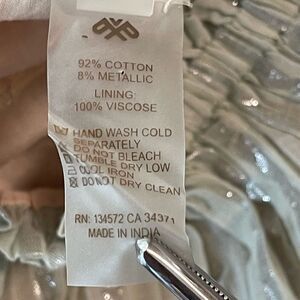 92% COTTON
8% METALLIC
LINING:
100% VISCOSE
HAND WASH COLD
SEPARATELY
DO NOT BLEACH
TUMBLE DRY LOW
COOL IRON
DO NOT DRY CLEAN
RN: 134572 CA 34371
MADE IN INDIA